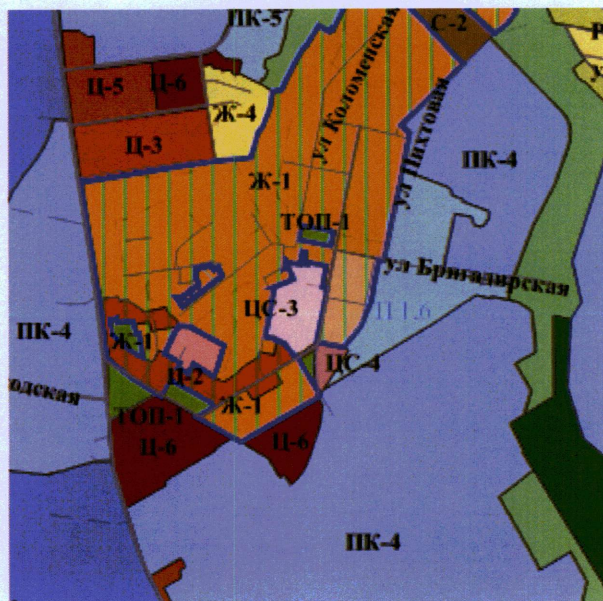 ПК-5
С-2
Ц-5
Ц-6
Ж-4
ул Коломенская
Ц-3
ул Пихтовая
ПК-4
Ж-1
ТОП-1
ул Бригадирская
ЦС-3
ПК-4
Ж-1
Ц-2
ЦС-4
одская
ТОП-1
Ж-1
Ц-6
Ц-6
ПК-4